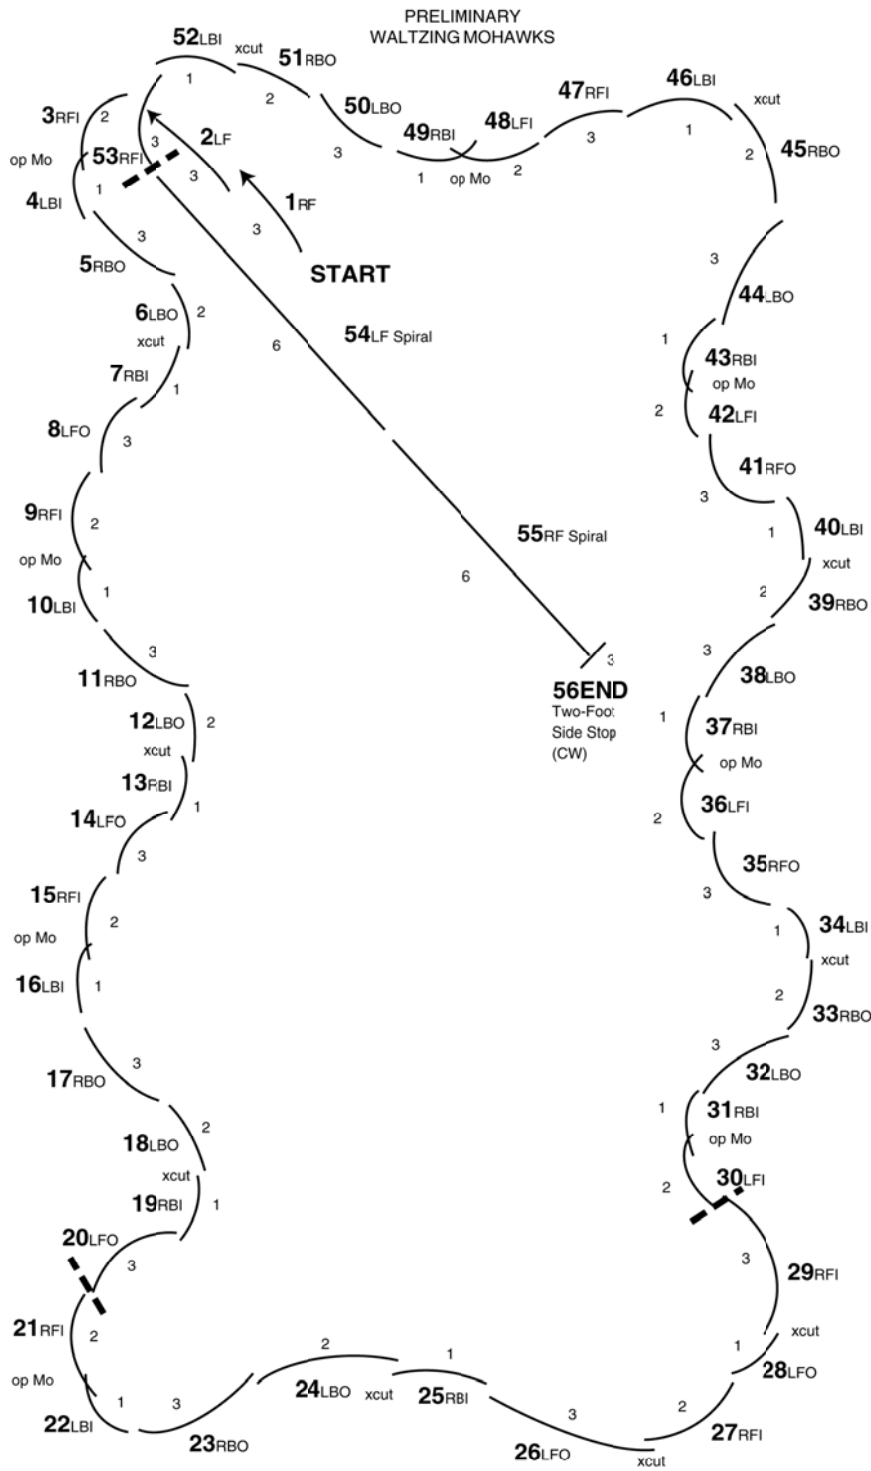 PRELIMINARY
WALTZING MOHAWKS
START
1RF
3
2LF
3
3RFI
2
op Mo
4LBI
1
5RBO
3
6LBO
2
xcut
7RBI
1
8LFO
3
9RFI
2
op Mo
10LBI
1
11RBO
3
12LBO
2
xcut
13RBI
1
14LFO
3
15RFI
2
op Mo
16LBI
1
17RBO
3
18LBO
2
xcut
19RBI
1
20LFO
3
21RFI
2
op Mo
22LBI
1
23RBO
3
24LBO
2
xcut
25RBI
1
26LFO
3
xcut
27RFI
2
28LFO
1
xcut
29RFI
3
30LFI
2
op Mo
31RBI
1
32LBO
3
33RBO
2
xcut
34LBI
1
35RFO
3
36LFI
2
op Mo
37RBI
1
38LBO
3
39RBO
2
xcut
40LBI
1
41RFO
3
42LFI
2
op Mo
43RBI
1
44LBO
3
45RBO
2
xcut
46LBI
1
47RFI
3
48LFI
2
op Mo
49RBI
1
50LBO
3
51RBO
2
xcut
52LBI
1
53RFI
3
54LF Spiral
6
55RF Spiral
6
3
56END
Two-Foot
Side Stop
(CW)